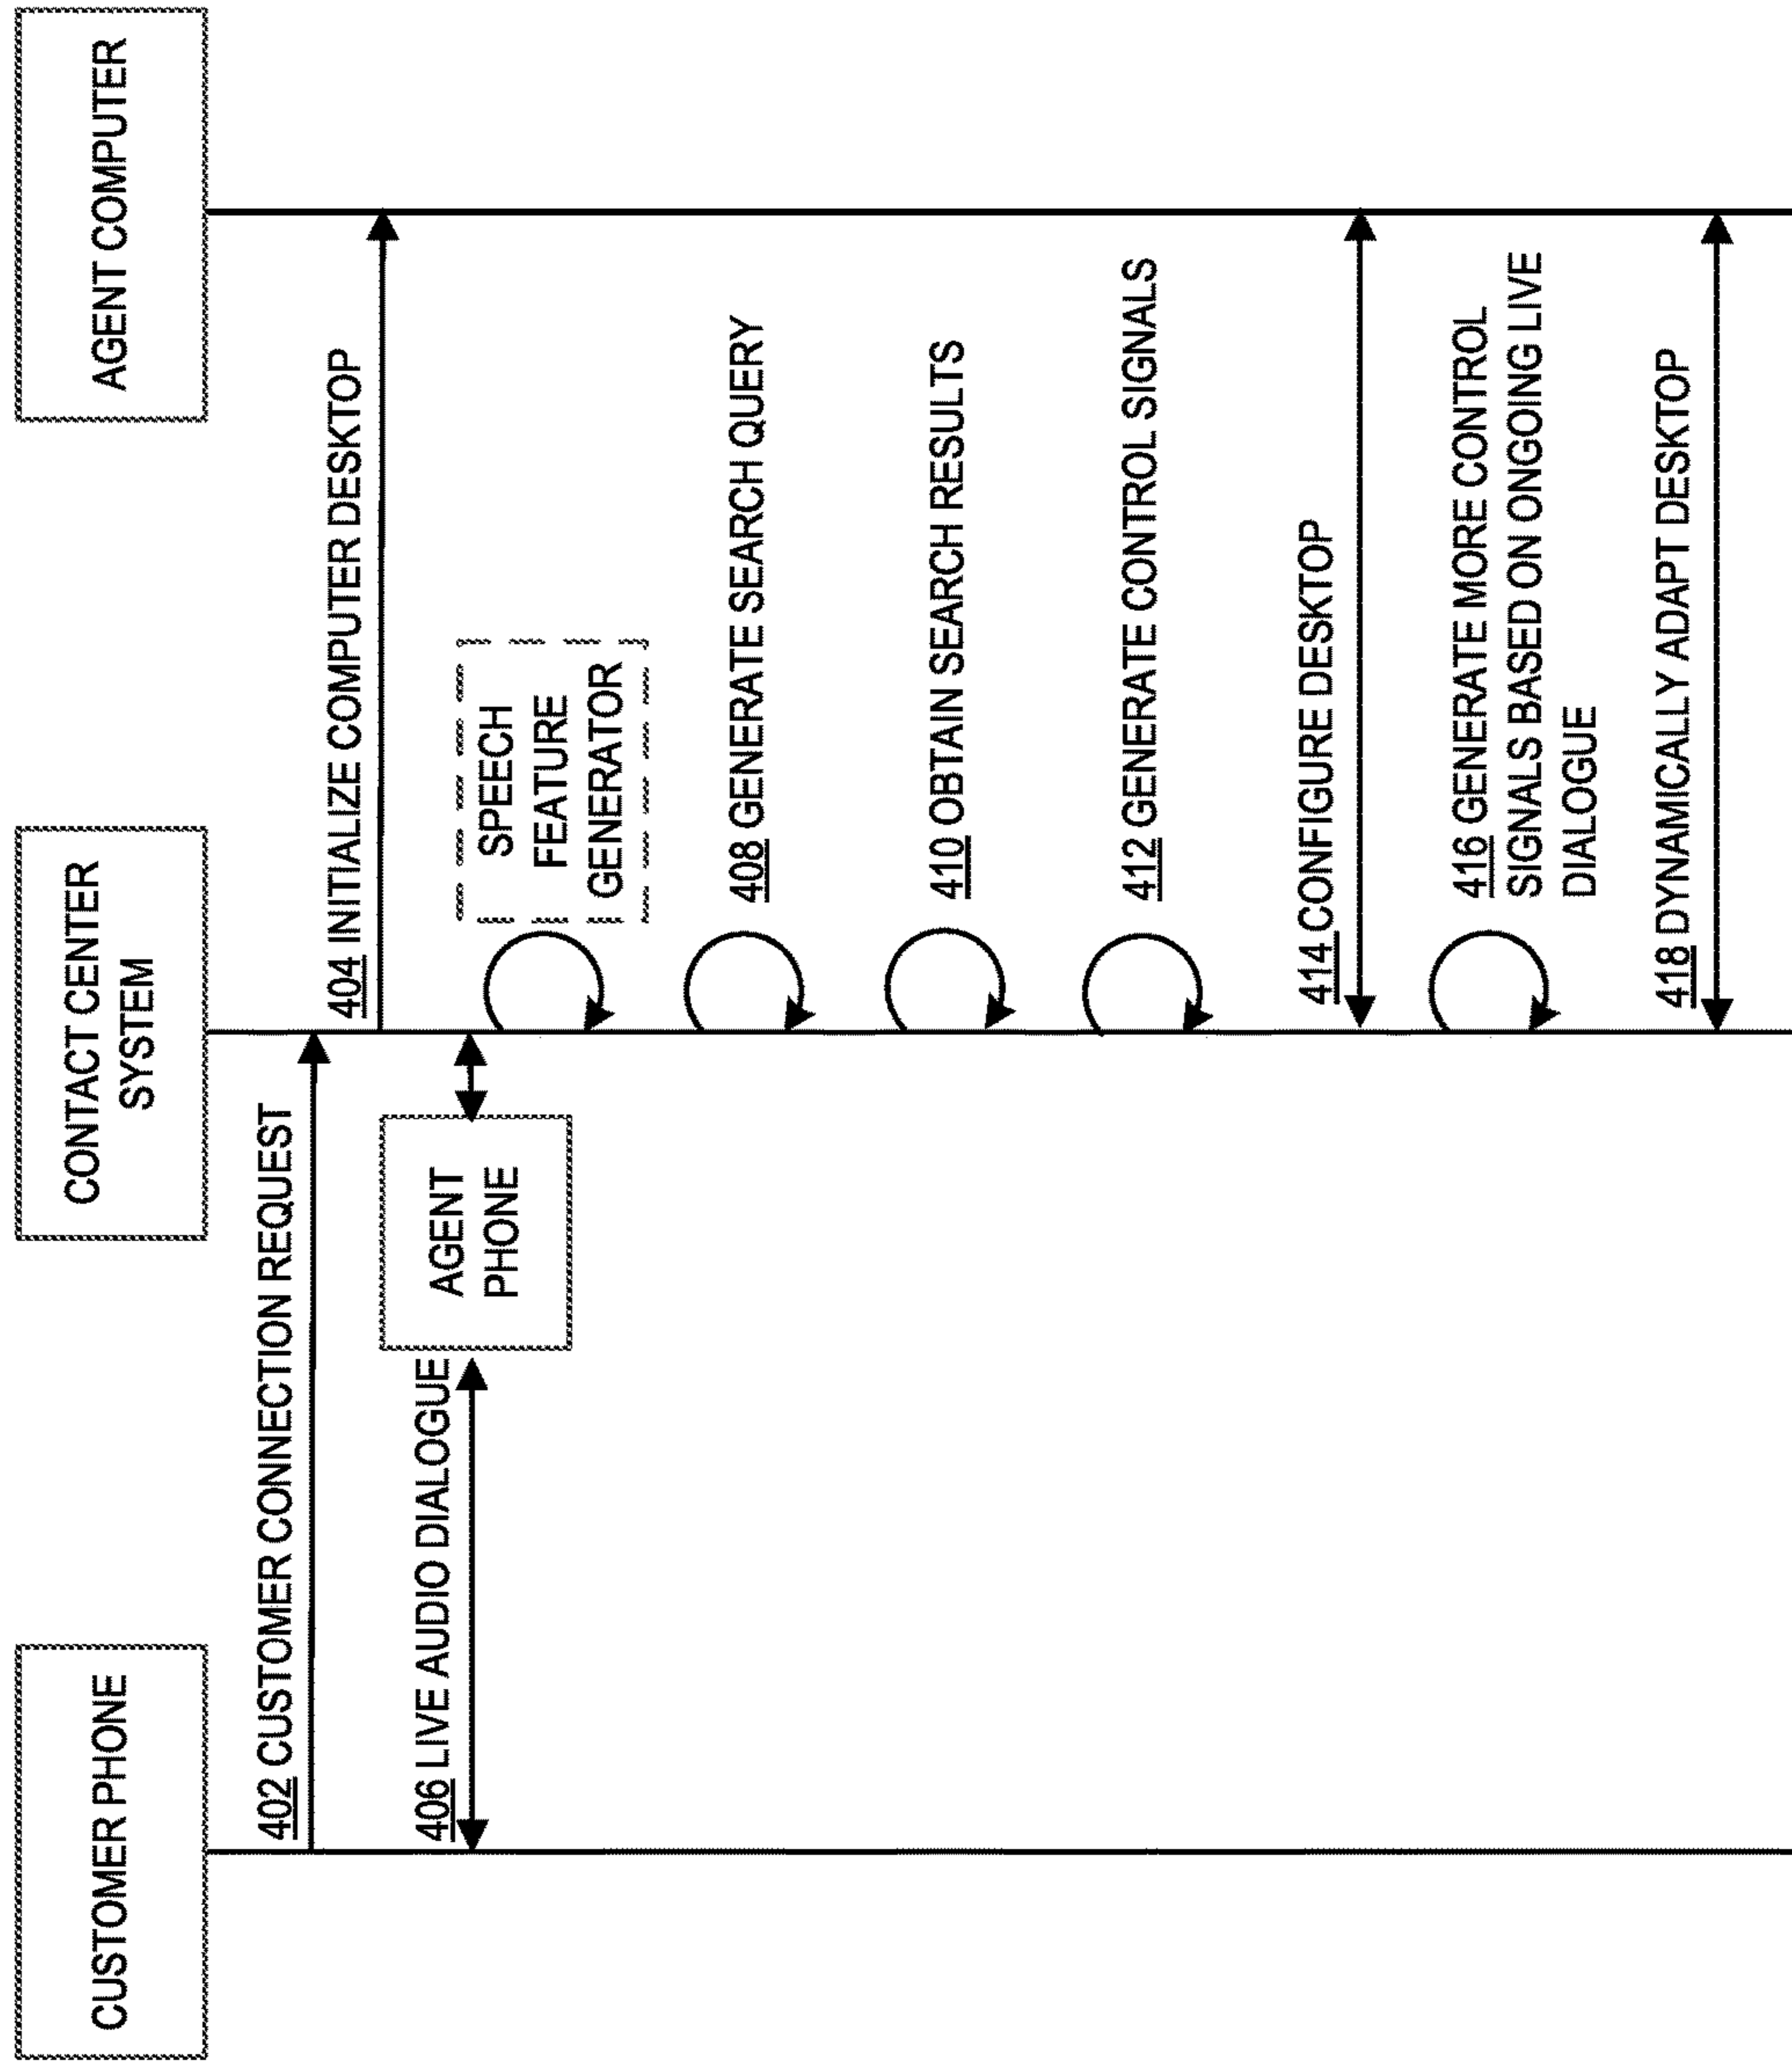 CUSTOMER PHONE
CONTACT CENTER
SYSTEM
AGENT COMPUTER
402 CUSTOMER CONNECTION REQUEST
404 INITIALIZE COMPUTER DESKTOP
406 LIVE AUDIO DIALOGUE
AGENT
PHONE
SPEECH
FEATURE
GENERATOR
408 GENERATE SEARCH QUERY
410 OBTAIN SEARCH RESULTS
412 GENERATE CONTROL SIGNALS
414 CONFIGURE DESKTOP
416 GENERATE MORE CONTROL
SIGNALS BASED ON ONGOING LIVE
DIALOGUE
418 DYNAMICALLY ADAPT DESKTOP